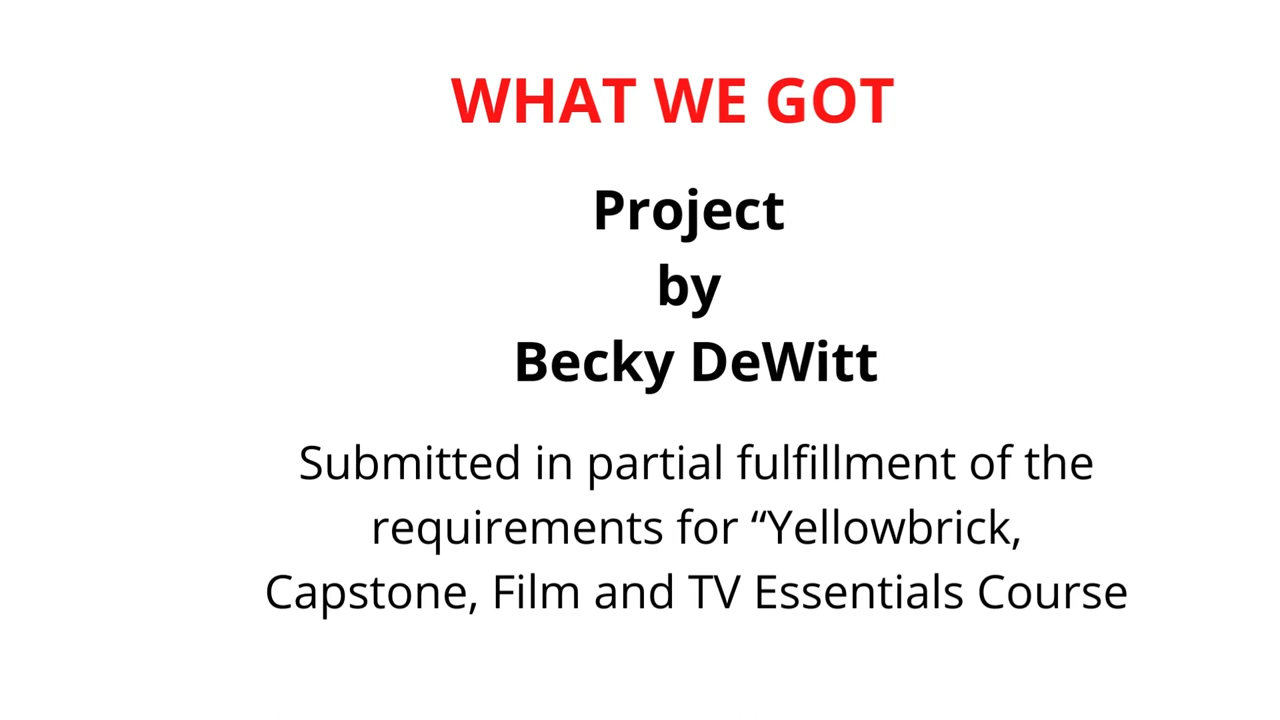 WHAT WE GOT
Project
by
Becky DeWitt
Submitted in partial fulfillment of the
requirements for “Yellowbrick,
Capstone, Film and TV Essentials Course